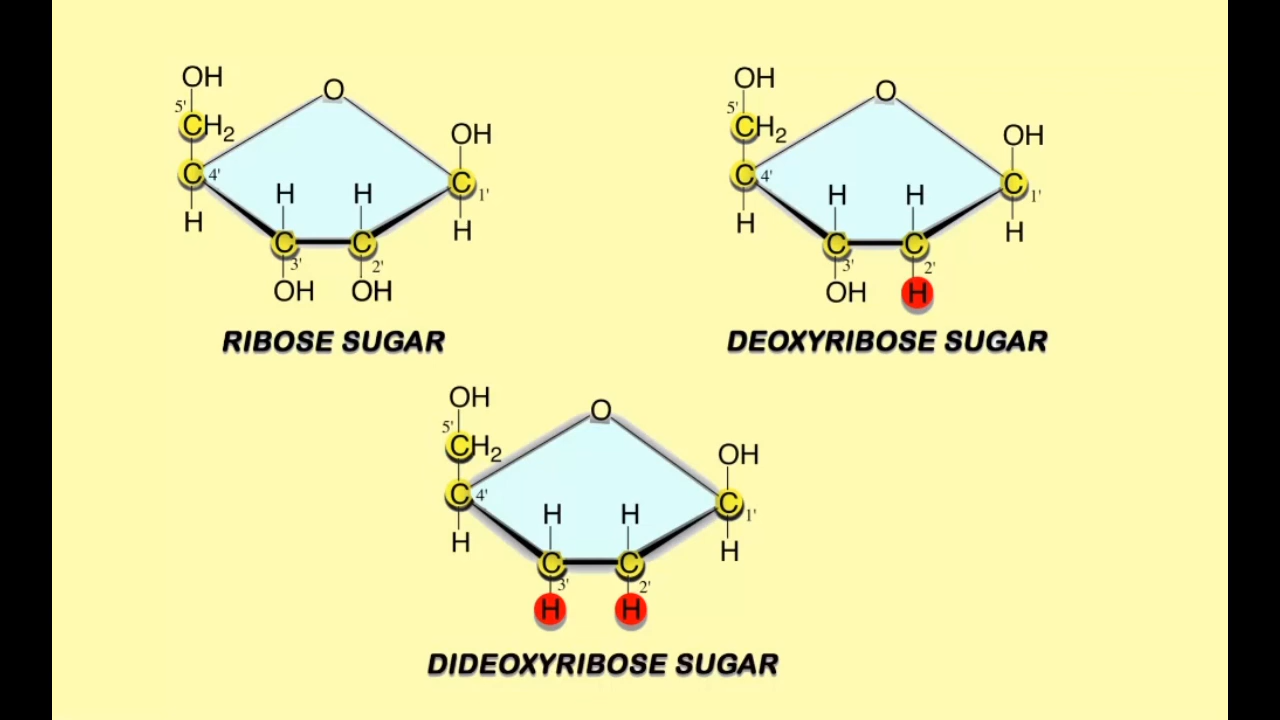 OH
5'
CH2
O
OH
C 4'
C 1'
H H H H
C C
3' 2'
OH OH
RIBOSE SUGAR
OH
5'
CH2
O
OH
C 4'
C 1'
H H H H
C C
3' 2'
OH H
DEOXYRIBOSE SUGAR
OH
5'
CH2
O
OH
C 4'
C 1'
H H H H
C C
3' 2'
H H
DIDEOXYRIBOSE SUGAR